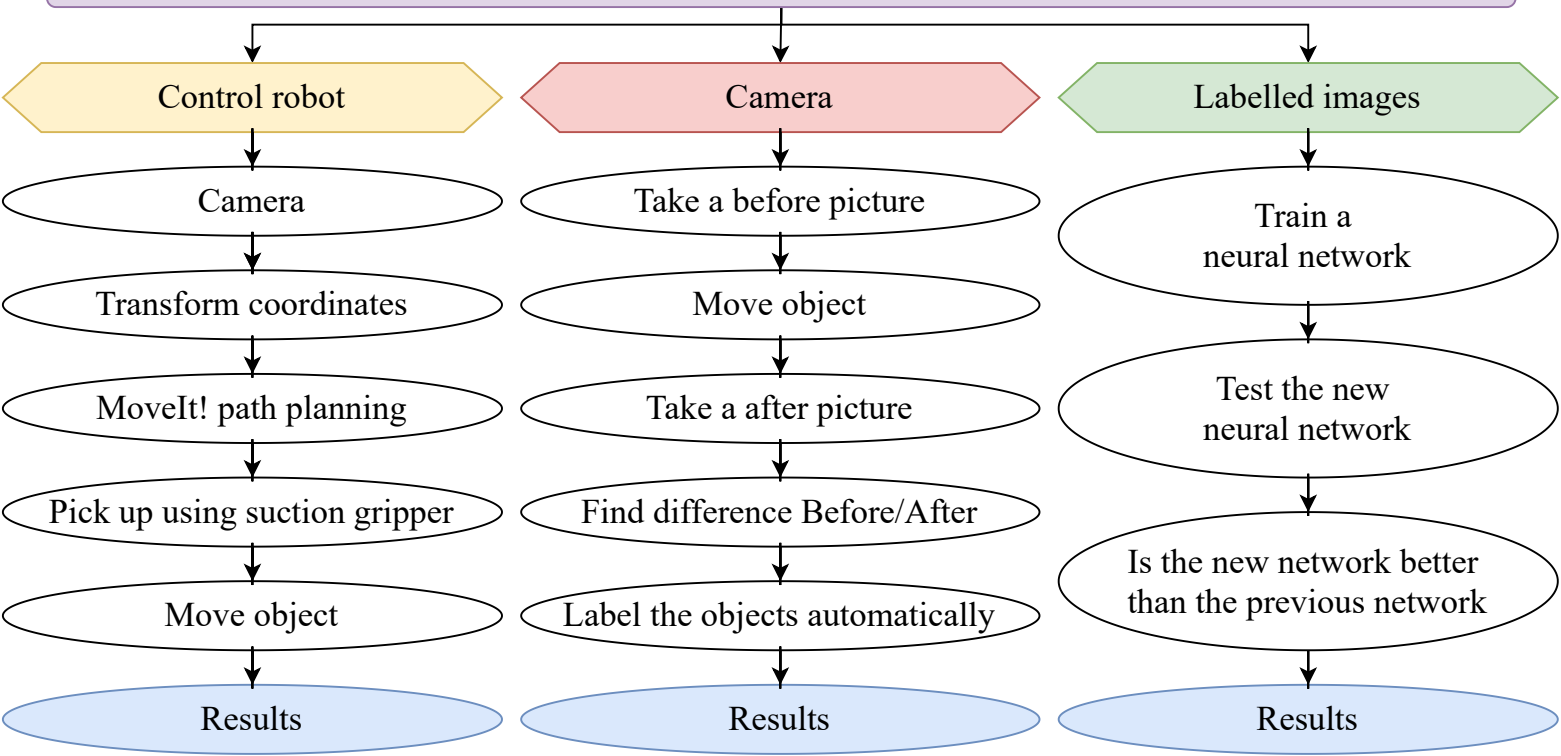 Control robot
Camera
Transform coordinates
MoveIt! path planning
Pick up using suction gripper
Move object
Results
Camera
Take a before picture
Move object
Take a after picture
Find difference Before/After
Label the objects automatically
Results
Labelled images
Train a
neural network
Test the new
neural network
Is the new network better
than the previous network
Results